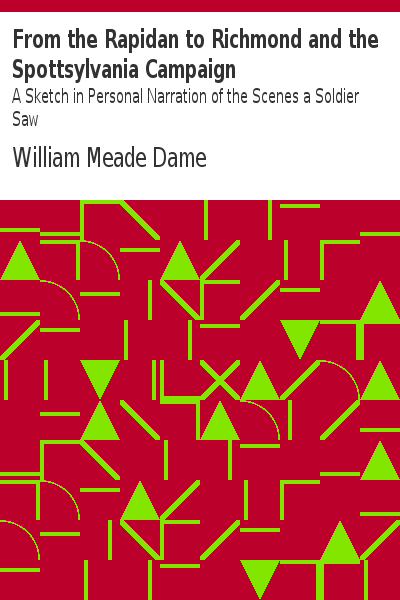 From the Rapidan to Richmond and the
Spottsylvania Campaign
A Sketch in Personal Narration of the Scenes a Soldier
Saw
William Meade Dame